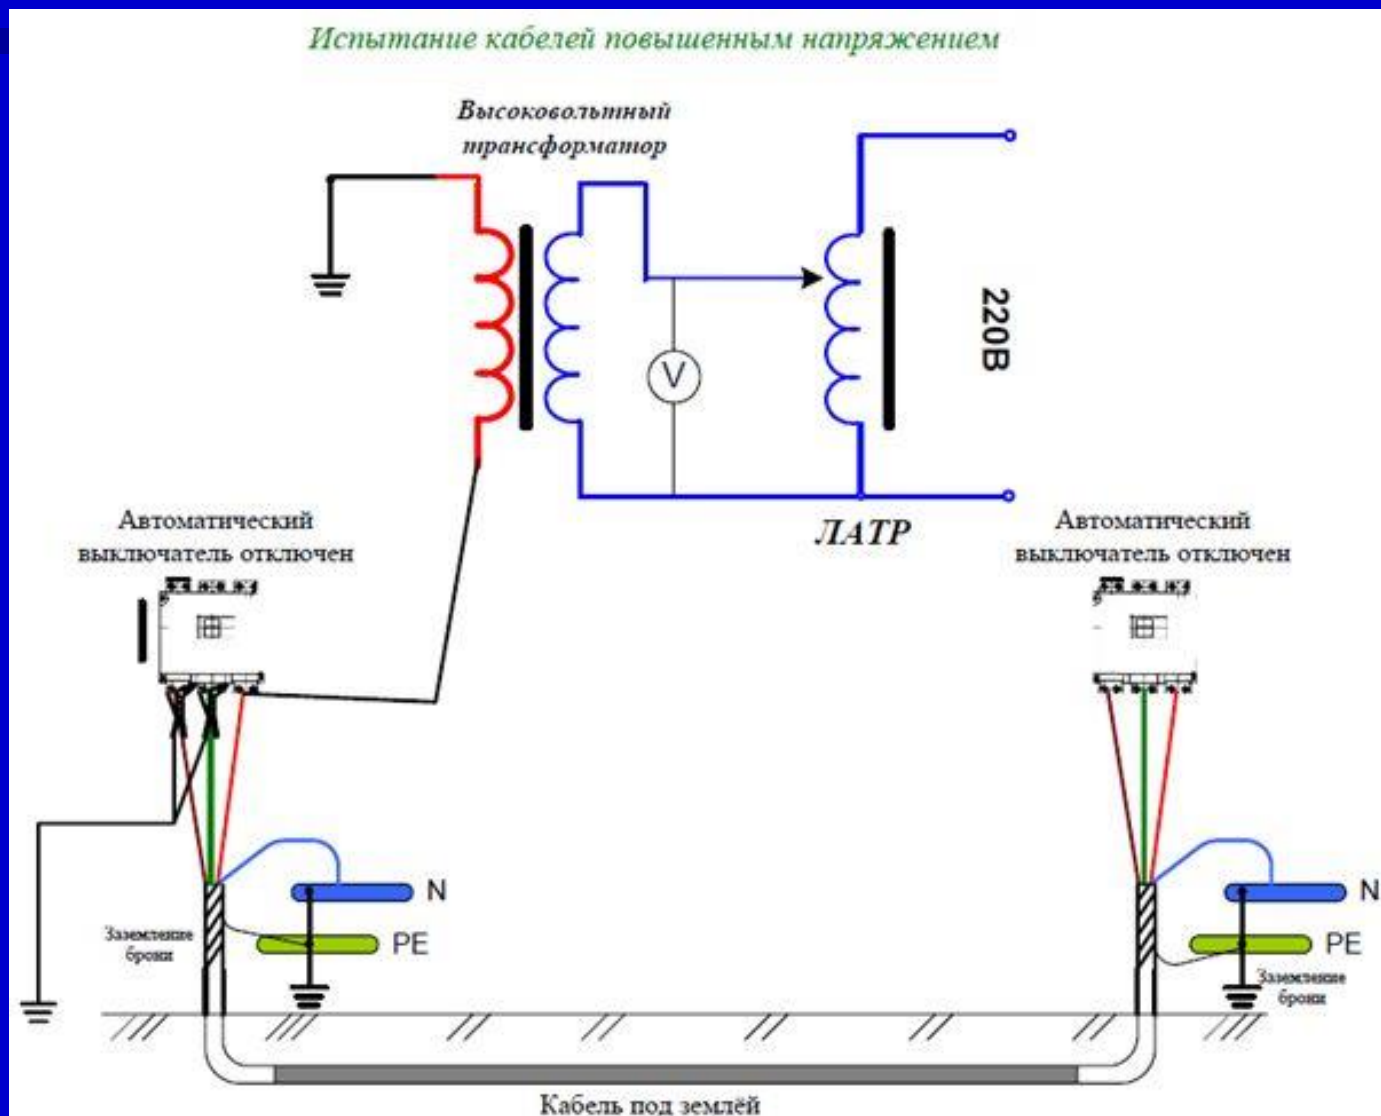 Испытание кабелей повышенным напряжением
Высоковольтный
трансформатор
220В
V
ЛАТР
Автоматический
выключатель отключен
Автоматический
выключатель отключен
N
PE
Заземление
брони
N
PE
Заземление
брони
Кабель под землёй